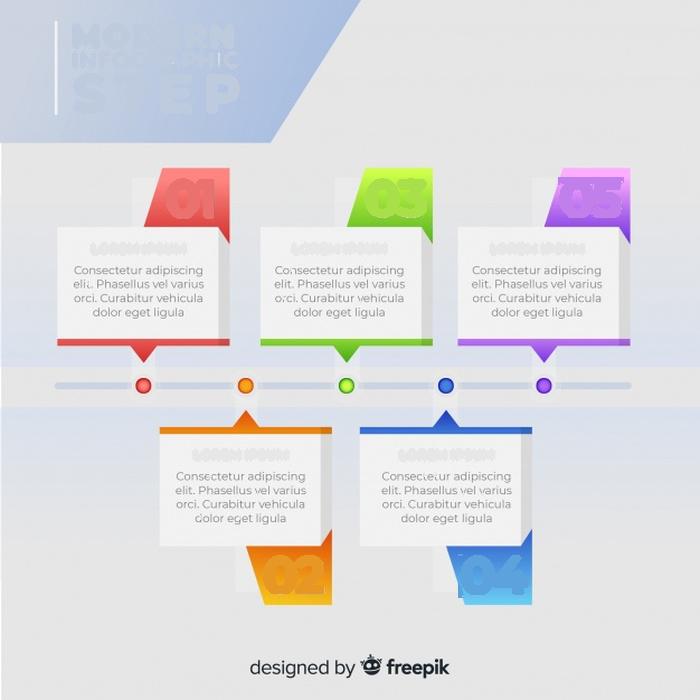 MODERN
INFOGRAPHIC
STEP
01
LOREM IPSUM
Consectetur adipiscing
elit. Phasellus vel varius
orci. Curabitur vehicula
dolor eget ligula
03
LOREM IPSUM
Consectetur adipiscing
elit. Phasellus vel varius
orci. Curabitur vehicula
dolor eget ligula
05
LOREM IPSUM
Consectetur adipiscing
elit. Phasellus vel varius
orci. Curabitur vehicula
dolor eget ligula
LOREM IPSUM
Consectetur adipiscing
elit. Phasellus vel varius
orci. Curabitur vehicula
dolor eget ligula
02
LOREM IPSUM
Consectetur adipiscing
elit. Phasellus vel varius
orci. Curabitur vehicula
dolor eget ligula
04
designed by freepik